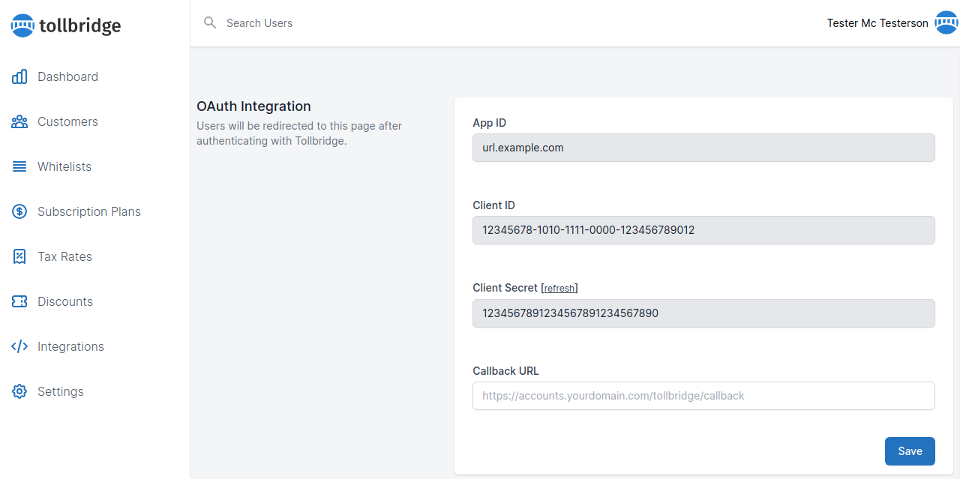 tollbridge
Search Users
Tester Mc Testerson
Dashboard
Customers
Whitelists
Subscription Plans
Tax Rates
Discounts
Integrations
Settings
OAuth Integration
Users will be redirected to this page after
authenticating with Tollbridge.
App ID
url.example.com
Client ID
12345678-1010-1111-0000-123456789012
Client Secret [refresh]
1234567891234567891234567890
Callback URL
https://accounts.yourdomain.com/tollbridge/callback
Save